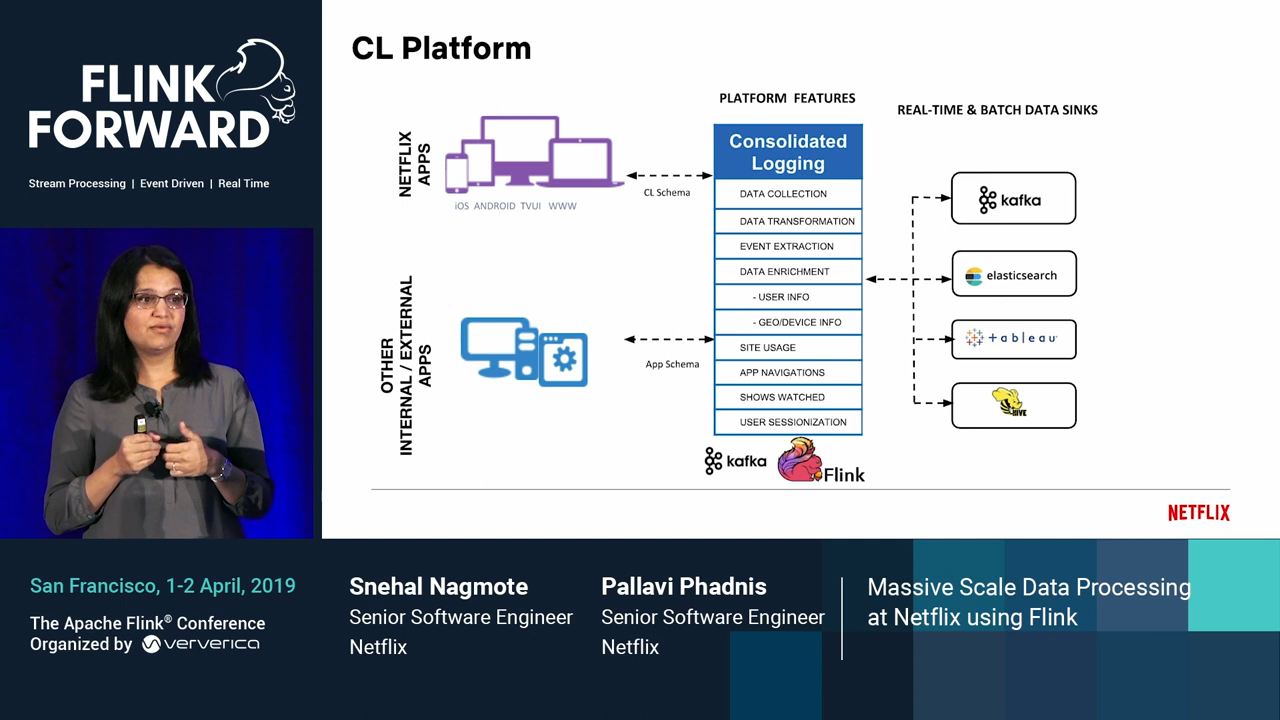 FLINK
FORWARD
Stream Processing | Event Driven | Real Time
CL Platform
PLATFORM FEATURES
REAL-TIME & BATCH DATA SINKS
NETFLIX
APPS
iOS ANDROID TVUI WWW
CL Schema
Consolidated
Logging
DATA COLLECTION
DATA TRANSFORMATION
EVENT EXTRACTION
DATA ENRICHMENT
- USER INFO
- GEO/DEVICE INFO
SITE USAGE
APP NAVIGATIONS
SHOWS WATCHED
USER SESSIONIZATION
kafka
Flink
OTHER
INTERNAL / EXTERNAL
APPS
App Schema
kafka
elasticsearch
+ a b | e a u
HIVE
NETFLIX
San Francisco, 1-2 April, 2019
The Apache Flink® Conference
Organized by ververica
Snehal Nagmote
Senior Software Engineer
Netflix
Pallavi Phadnis
Senior Software Engineer
Netflix
Massive Scale Data Processing
at Netflix using Flink